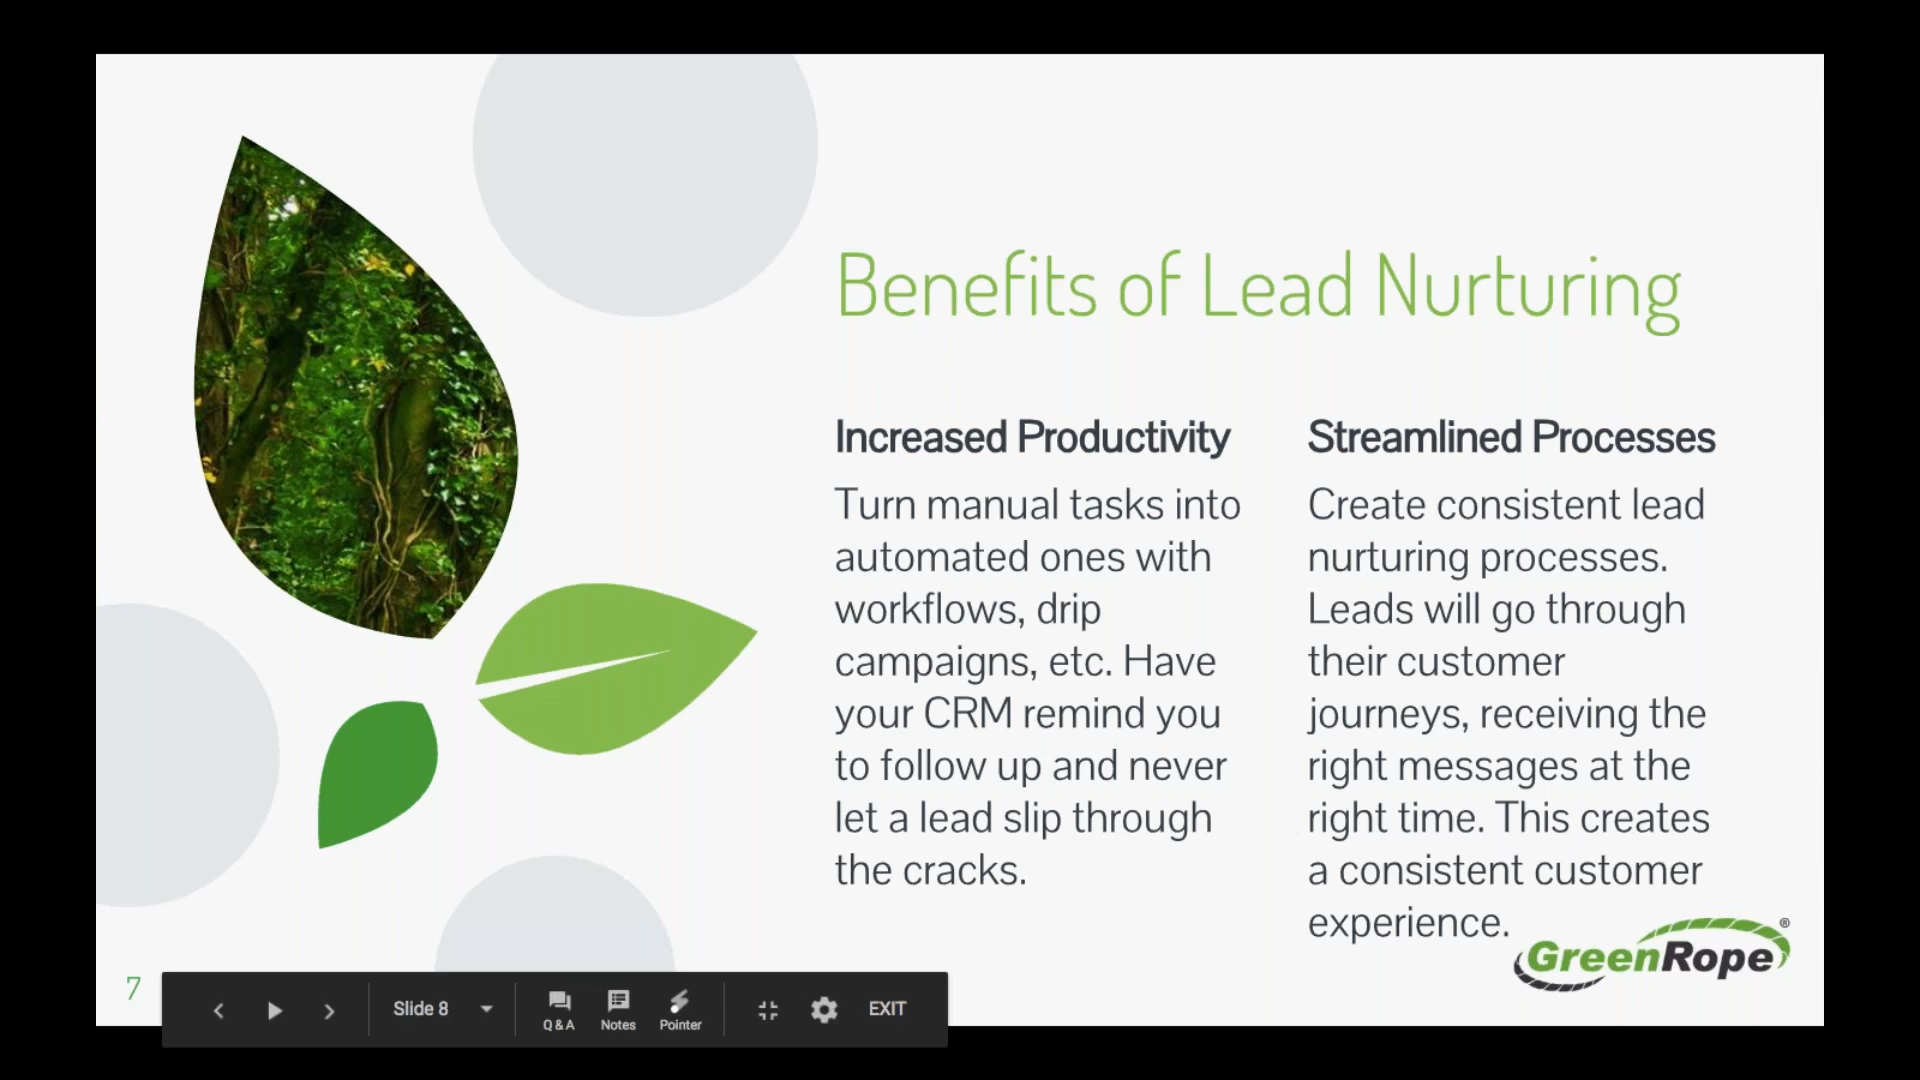 Benefits of Lead Nurturing
Increased Productivity
Turn manual tasks into
automated ones with
workflows, drip
campaigns, etc. Have
your CRM remind you
to follow up and never
let a lead slip through
the cracks.
Streamlined Processes
Create consistent lead
nurturing processes.
Leads will go through
their customer
journeys, receiving the
right messages at the
right time. This creates
a consistent customer
experience.
GreenRope®
7
Slide 8
Q & A
Notes
Pointer
EXIT